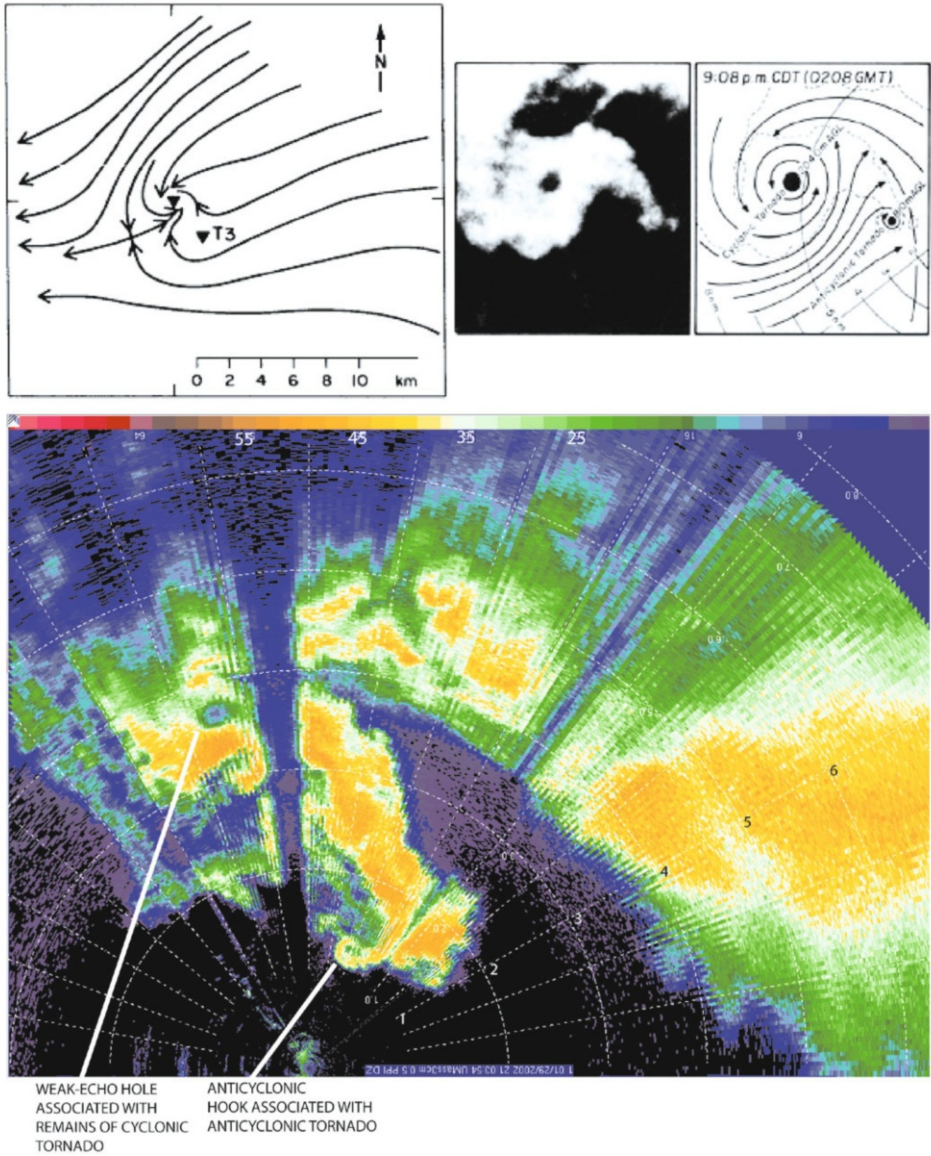 N
T3
0 2 4 6 8 10 km
9:08 p.m. CDT (0208 GMT)
Cyclonic Tornado
Anticyclonic Tornado
55 45 35 25
6
5
4
3
2
1
1.0
WEAK-ECHO HOLE
ASSOCIATED WITH
REMAINS OF CYCLONIC
TORNADO
ANTICYCLONIC
HOOK ASSOCIATED WITH
ANTICYCLONIC TORNADO